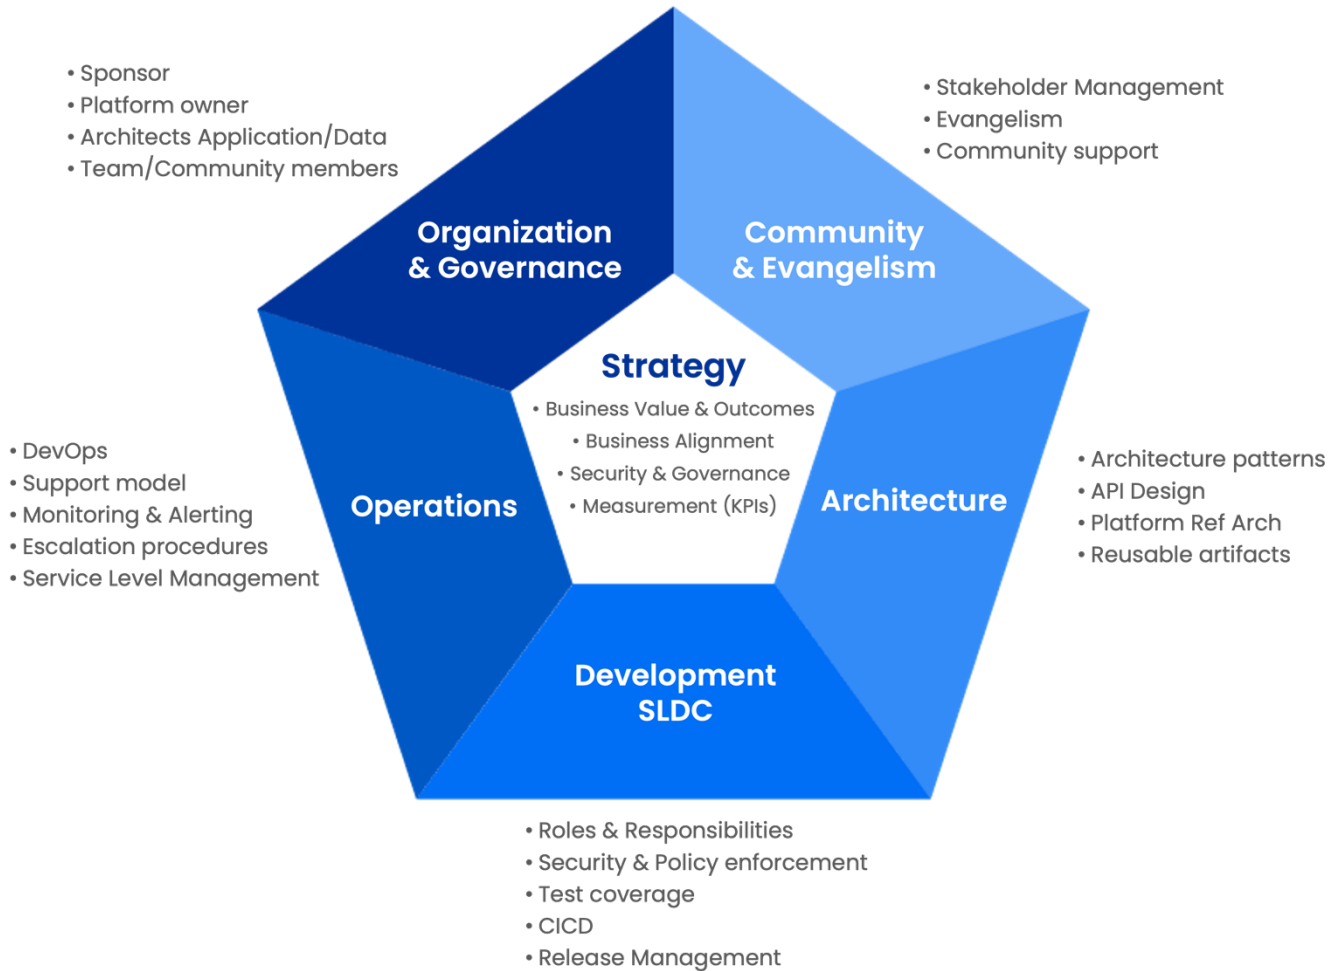 • Sponsor
• Platform owner
• Architects Application/Data
• Team/Community members
• Stakeholder Management
• Evangelism
• Community support
Organization
& Governance
Community
& Evangelism
Strategy
• Business Value & Outcomes
• Business Alignment
• Security & Governance
• Measurement (KPIs)
• DevOps
• Support model
• Monitoring & Alerting
• Escalation procedures
• Service Level Management
Operations
Architecture
• Architecture patterns
• API Design
• Platform Ref Arch
• Reusable artifacts
Development
SLDC
• Roles & Responsibilities
• Security & Policy enforcement
• Test coverage
• CICD
• Release Management